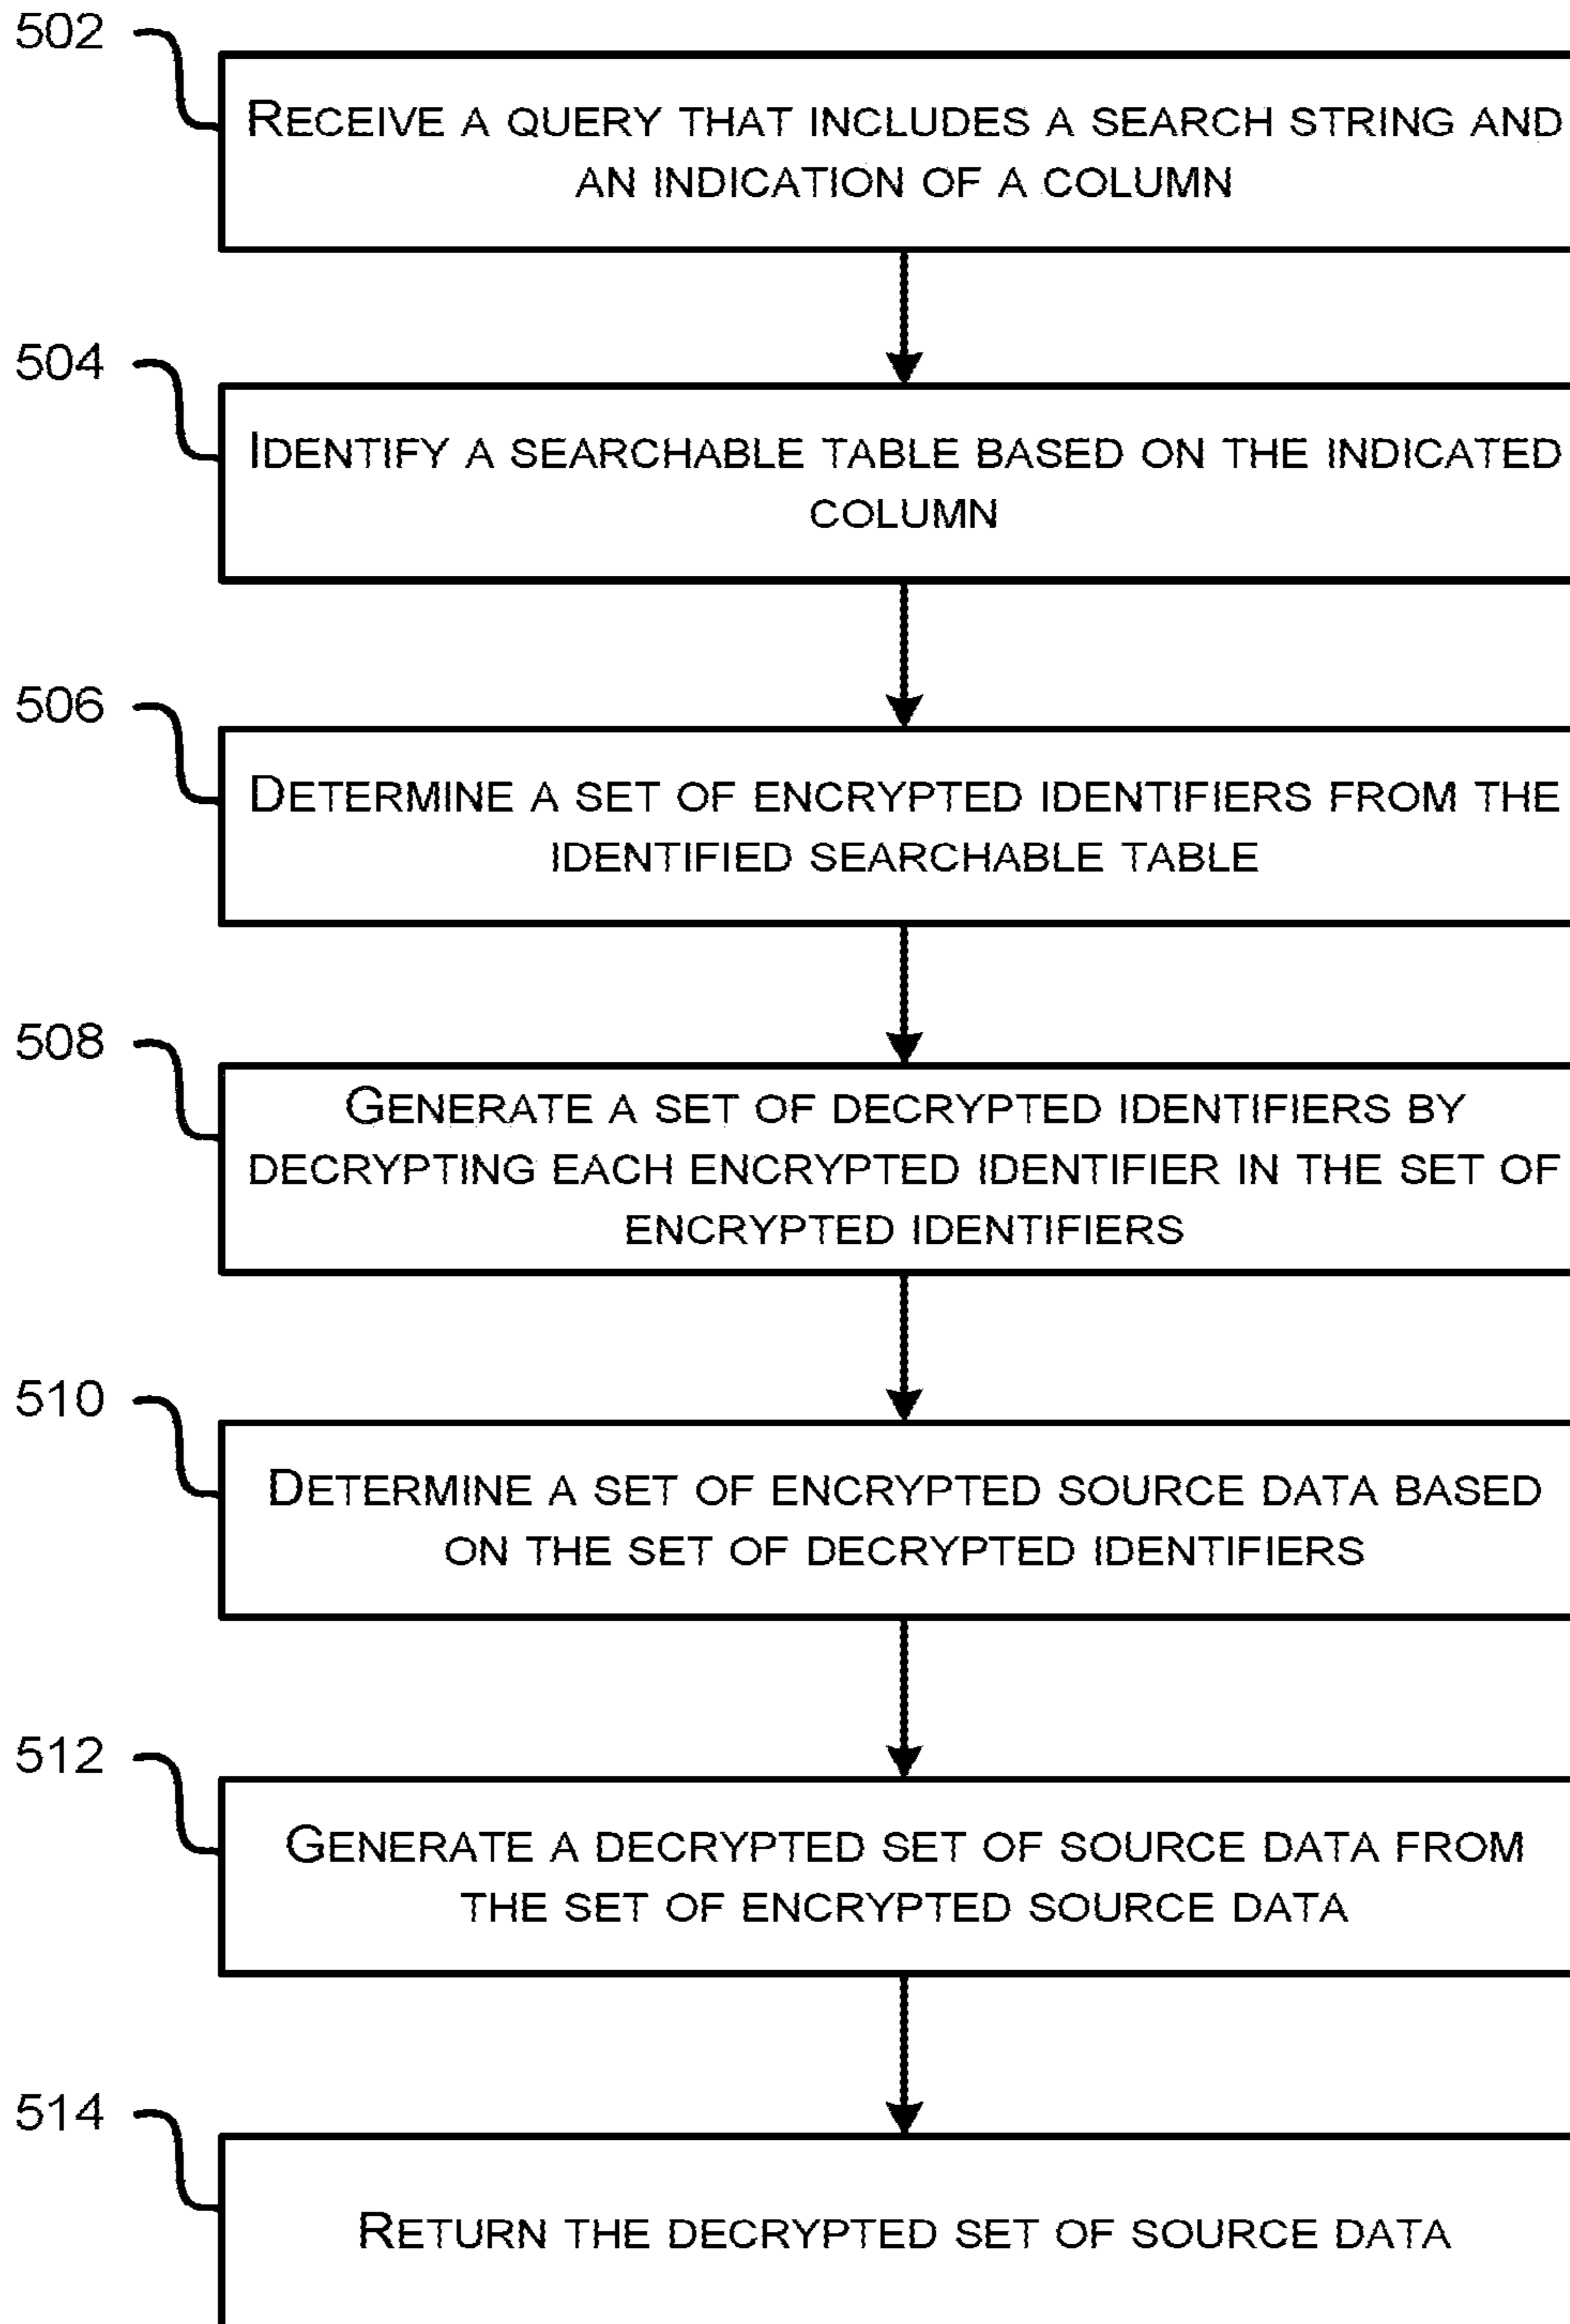 502
RECEIVE A QUERY THAT INCLUDES A SEARCH STRING AND
AN INDICATION OF A COLUMN
504
IDENTIFY A SEARCHABLE TABLE BASED ON THE INDICATED
COLUMN
506
DETERMINE A SET OF ENCRYPTED IDENTIFIERS FROM THE
IDENTIFIED SEARCHABLE TABLE
508
GENERATE A SET OF DECRYPTED IDENTIFIERS BY
DECRYPTING EACH ENCRYPTED IDENTIFIER IN THE SET OF
ENCRYPTED IDENTIFIERS
510
DETERMINE A SET OF ENCRYPTED SOURCE DATA BASED
ON THE SET OF DECRYPTED IDENTIFIERS
512
GENERATE A DECRYPTED SET OF SOURCE DATA FROM
THE SET OF ENCRYPTED SOURCE DATA
514
RETURN THE DECRYPTED SET OF SOURCE DATA